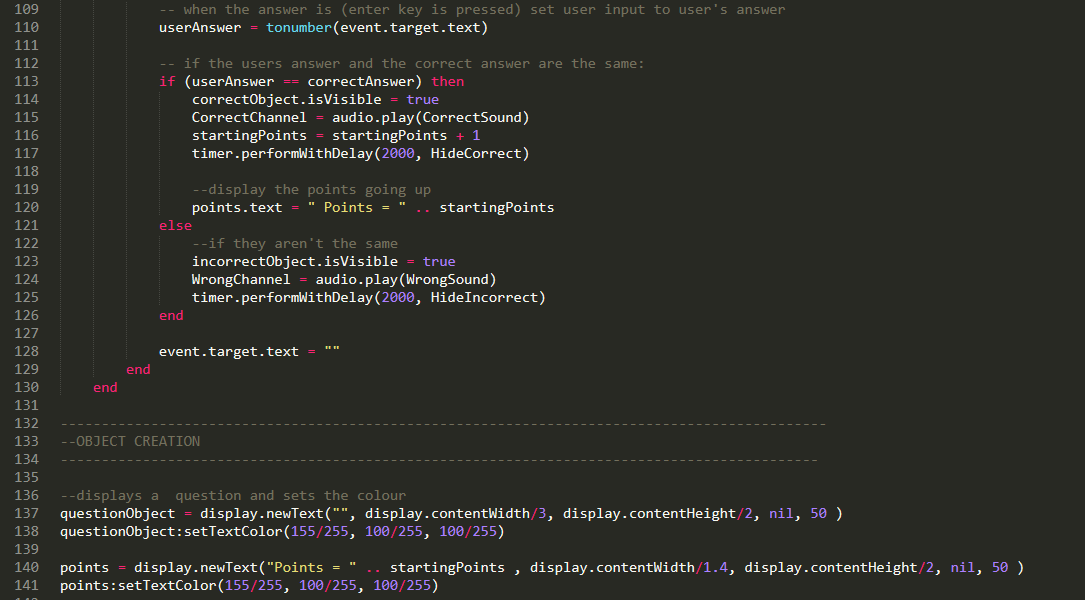 109 -- when the answer is (enter key is pressed) set user input to user's answer
110 userAnswer = tonumber(event.target.text)
111
112 -- if the users answer and the correct answer are the same:
113 if (userAnswer == correctAnswer) then
114 correctObject.isVisible = true
115 CorrectChannel = audio.play(CorrectSound)
116 startingPoints = startingPoints + 1
117 timer.performWithDelay(2000, HideCorrect)
118
119 --display the points going up
120 points.text = " Points = " .. startingPoints
121 else
122 --if they aren't the same
123 incorrectObject.isVisible = true
124 WrongChannel = audio.play(WrongSound)
125 timer.performWithDelay(2000, HideIncorrect)
126 end
127
128 event.target.text = ""
129 end
130 end
131
132 ---------------------------------------------------------------------------------------------
133 --OBJECT CREATION
134 --------------------------------------------------------------------------------------------
135
136 --displays a  question and sets the colour
137 questionObject = display.newText("", display.contentWidth/3, display.contentHeight/2, nil, 50 )
138 questionObject:setTextColor(155/255, 100/255, 100/255)
139
140 points = display.newText("Points = " .. startingPoints , display.contentWidth/1.4, display.contentHeight/2, nil, 50 )
141 points:setTextColor(155/255, 100/255, 100/255)